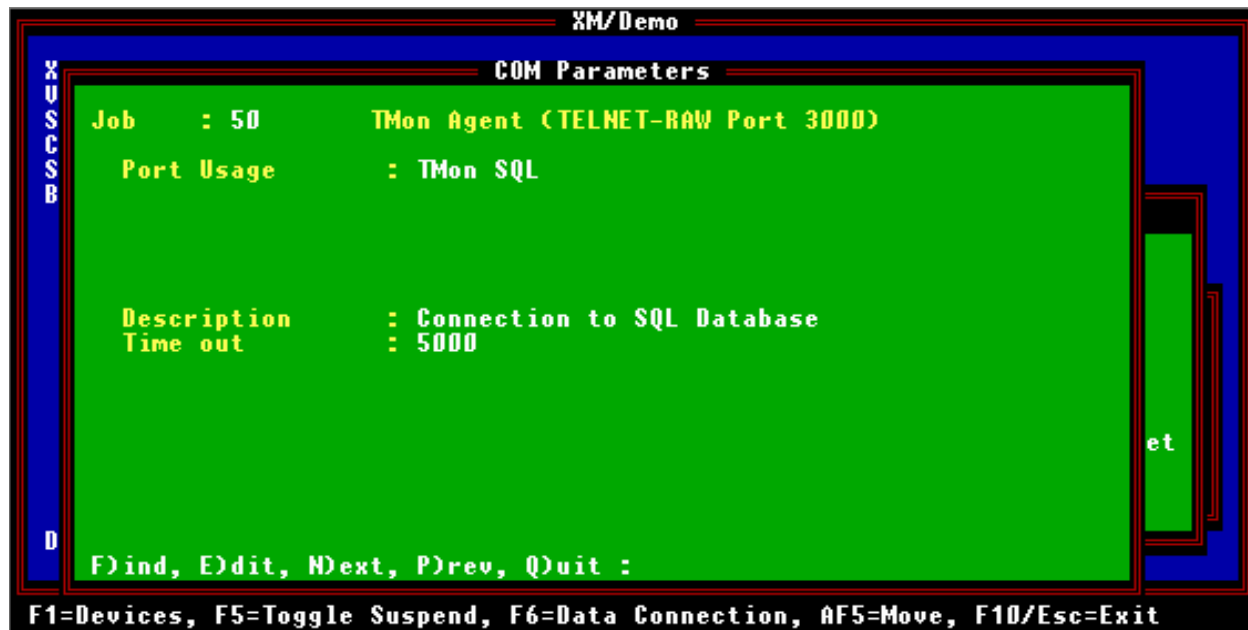 XM/Demo
COM Parameters
X
V
S
C
S
B
Job : 50 TMon Agent (TELNET-RAW Port 3000)
Port Usage : TMon SQL
Description : Connection to SQL Database
Time out : 5000
et
D
F)ind, E)dit, N)ext, P)rev, Q)uit :
F1=Devices, F5=Toggle Suspend, F6=Data Connection, AF5=Move, F10/Esc=Exit